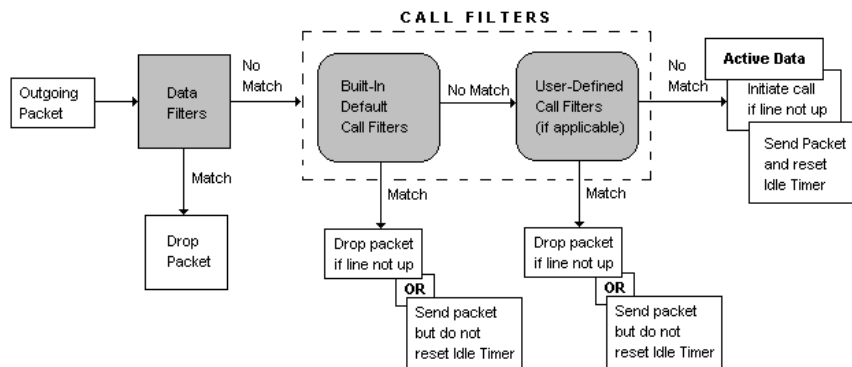 CALL FILTERS
Outgoing
Packet
Data
Filters
No
Match
Built-In
Default
Call Filters
No Match
User-Defined
Call Filters
(if applicable)
No
Match
Active Data
Initiate call
if line not up
Send Packet
and reset
Idle Timer
Match
Drop
Packet
Match
Drop packet
if line not up
OR
Send packet
but do not
reset Idle Timer
Match
Drop packet
if line not up
OR
Send packet
but do not
reset Idle Timer